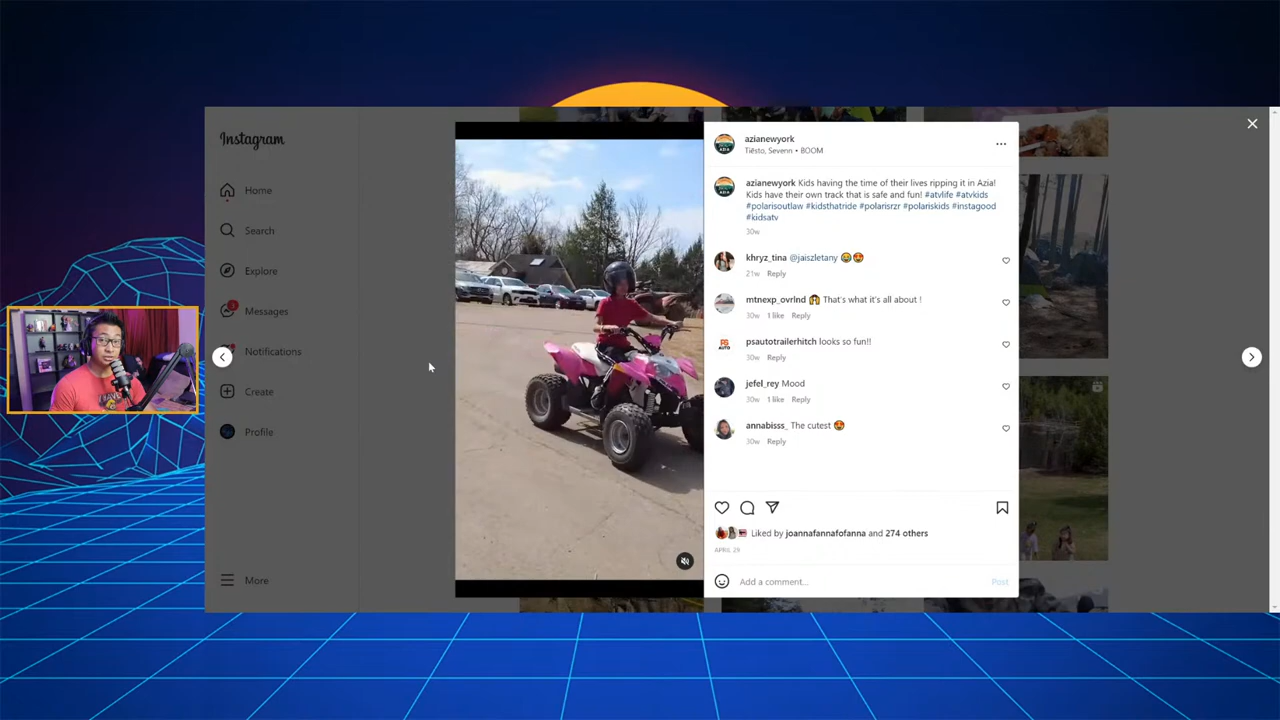 Instagram
Home
Search
Explore
Messages
Notifications
Create
Profile
More
azianewyork
Tiësto, Sevenn • BOOM
azianewyork Kids having the time of their lives ripping it in Azia!
Kids have their own track that is safe and fun! #atvlife #atvkids
#polarisoutlaw #kidsthatride #polarisrzr #polariskids #instagood
#kidsatv
30w
khryz_tina @jaiszletany 😂😍
21w Reply
mtnexp_ovrlnd 🙌 That's what it's all about !
30w 1 like Reply
psautotrailerhitch looks so fun!!
30w Reply
jefel_rey Mood
30w 1 like Reply
annabisss_ The cutest 😍
30w Reply
Liked by joannafannafofanna and 274 others
APRIL 29
Add a comment...
Post